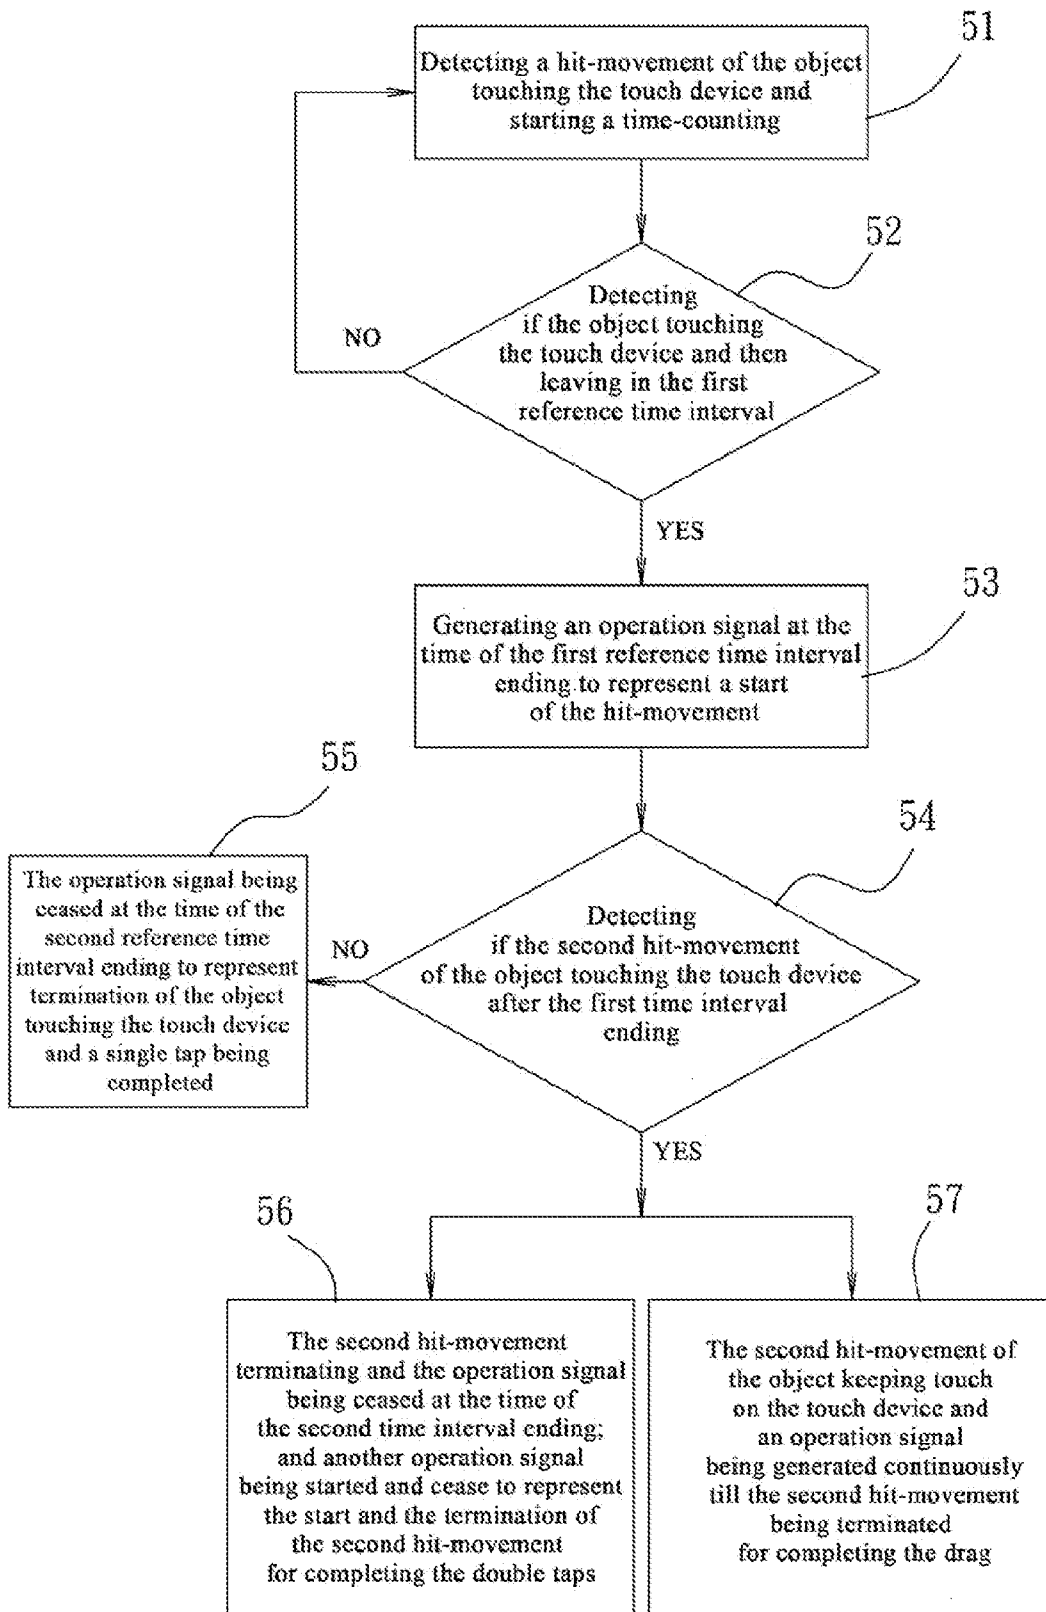 51
Detecting a hit-movement of the object
touching the touch device and
starting a time-counting
52
Detecting
if the object touching
the touch device and then
leaving in the first
reference time interval
NO
YES
53
Generating an operation signal at the
time of the first reference time interval
ending to represent a start
of the hit-movement
55
54
The operation signal being
ceased at the time of the
second reference time
interval ending to represent
termination of the object
touching the touch device
and a single tap being
completed
NO
Detecting
if the second hit-movement
of the object touching the touch device
after the first time interval
ending
YES
56
57
The second hit-movement
terminating and the operation signal
being ceased at the time of
the second time interval ending;
and another operation signal
being started and cease to represent
the start and the termination of
the second hit-movement
for completing the double taps
The second hit-movement of
the object keeping touch
on the touch device and
an operation signal
being generated continuously
till the second hit-movement
being terminated
for completing the drag